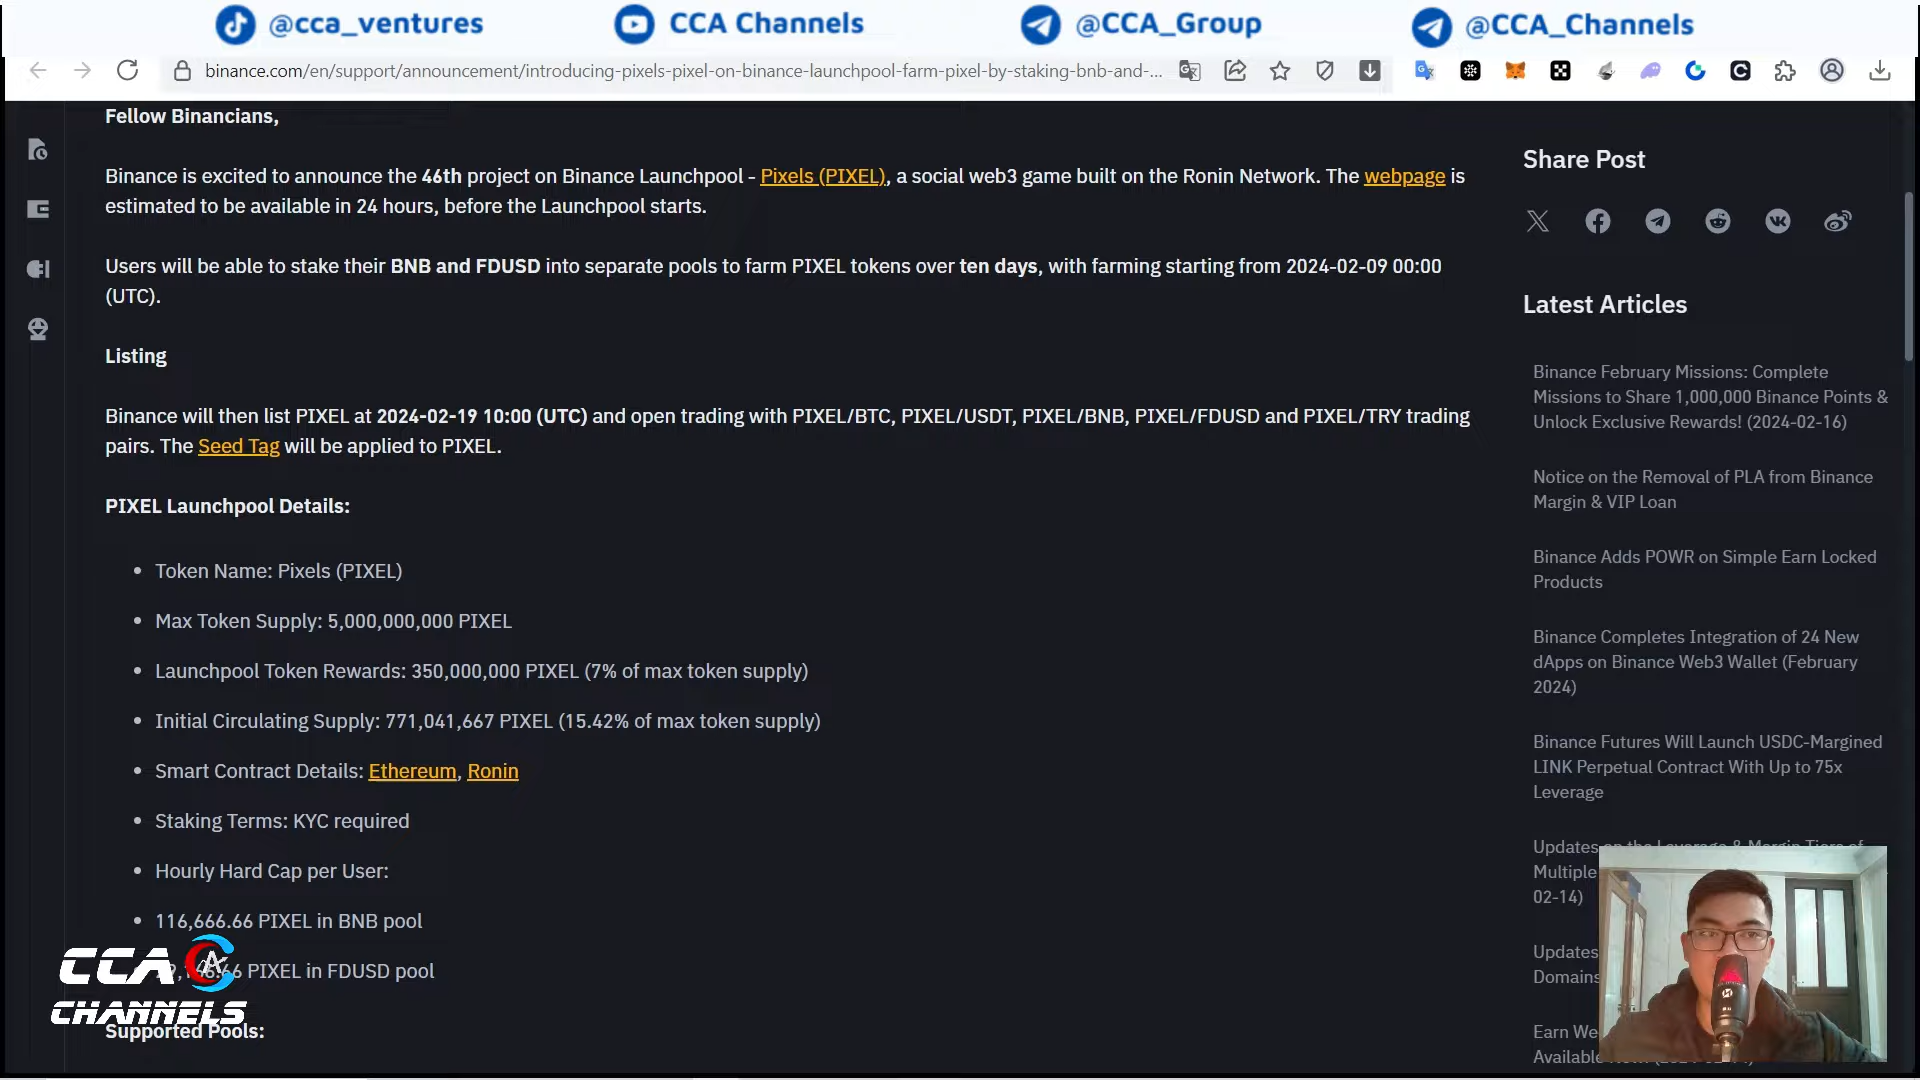 @cca_ventures
CCA Channels
@CCA_Group
@CCA_Channels
binance.com/en/support/announcement/introducing-pixels-pixel-on-binance-launchpool-farm-pixel-by-staking-bnb-and-...
Fellow Binancians,
Binance is excited to announce the 46th project on Binance Launchpool - Pixels (PIXEL), a social web3 game built on the Ronin Network. The webpage is
estimated to be available in 24 hours, before the Launchpool starts.
Users will be able to stake their BNB and FDUSD into separate pools to farm PIXEL tokens over ten days, with farming starting from 2024-02-09 00:00
(UTC).
Listing
Binance will then list PIXEL at 2024-02-19 10:00 (UTC) and open trading with PIXEL/BTC, PIXEL/USDT, PIXEL/BNB, PIXEL/FDUSD and PIXEL/TRY trading
pairs. The Seed Tag will be applied to PIXEL.
PIXEL Launchpool Details:
Token Name: Pixels (PIXEL)
Max Token Supply: 5,000,000,000 PIXEL
Launchpool Token Rewards: 350,000,000 PIXEL (7% of max token supply)
Initial Circulating Supply: 771,041,667 PIXEL (15.42% of max token supply)
Smart Contract Details: Ethereum, Ronin
Staking Terms: KYC required
Hourly Hard Cap per User:
116,666.66 PIXEL in BNB pool
PIXEL in FDUSD pool
CCA
CHANNELS
Supported Pools:
Share Post
Latest Articles
Binance February Missions: Complete
Missions to Share 1,000,000 Binance Points &
Unlock Exclusive Rewards! (2024-02-16)
Notice on the Removal of PLA from Binance
Margin & VIP Loan
Binance Adds POWR on Simple Earn Locked
Products
Binance Completes Integration of 24 New
dApps on Binance Web3 Wallet (February
2024)
Binance Futures Will Launch USDC-Margined
LINK Perpetual Contract With Up to 75x
Leverage
Updates on the Leverage & Margin Tiers of
Multiple
02-14)
Updates
Domains
Earn We